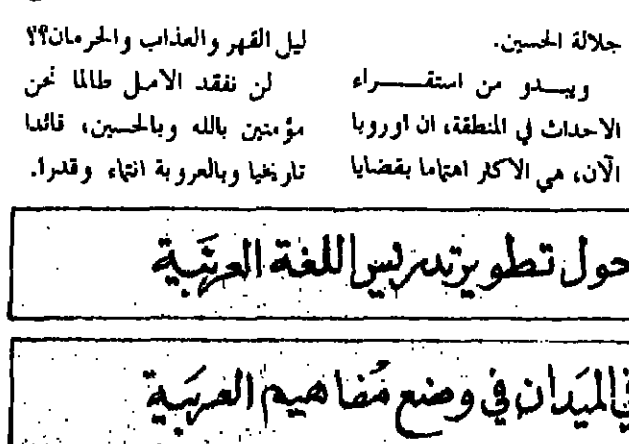 جلالة الحسين.
ويبدو من استقراء
الاحداث في المنطقة، ان اوروبا
الآن، هي الاكثر اهتماما بقضايا
ليل القهر والعذاب والحرمان؟؟
لن نفقد الامل طالما نحن
مؤمنين بالله وبالحسين، قائدا
تاريخيا وبالعروبة انتماء وقدرا.
حول تطوير تدريس اللغة العربية
في الميدان في وضع مفاهيم العربية